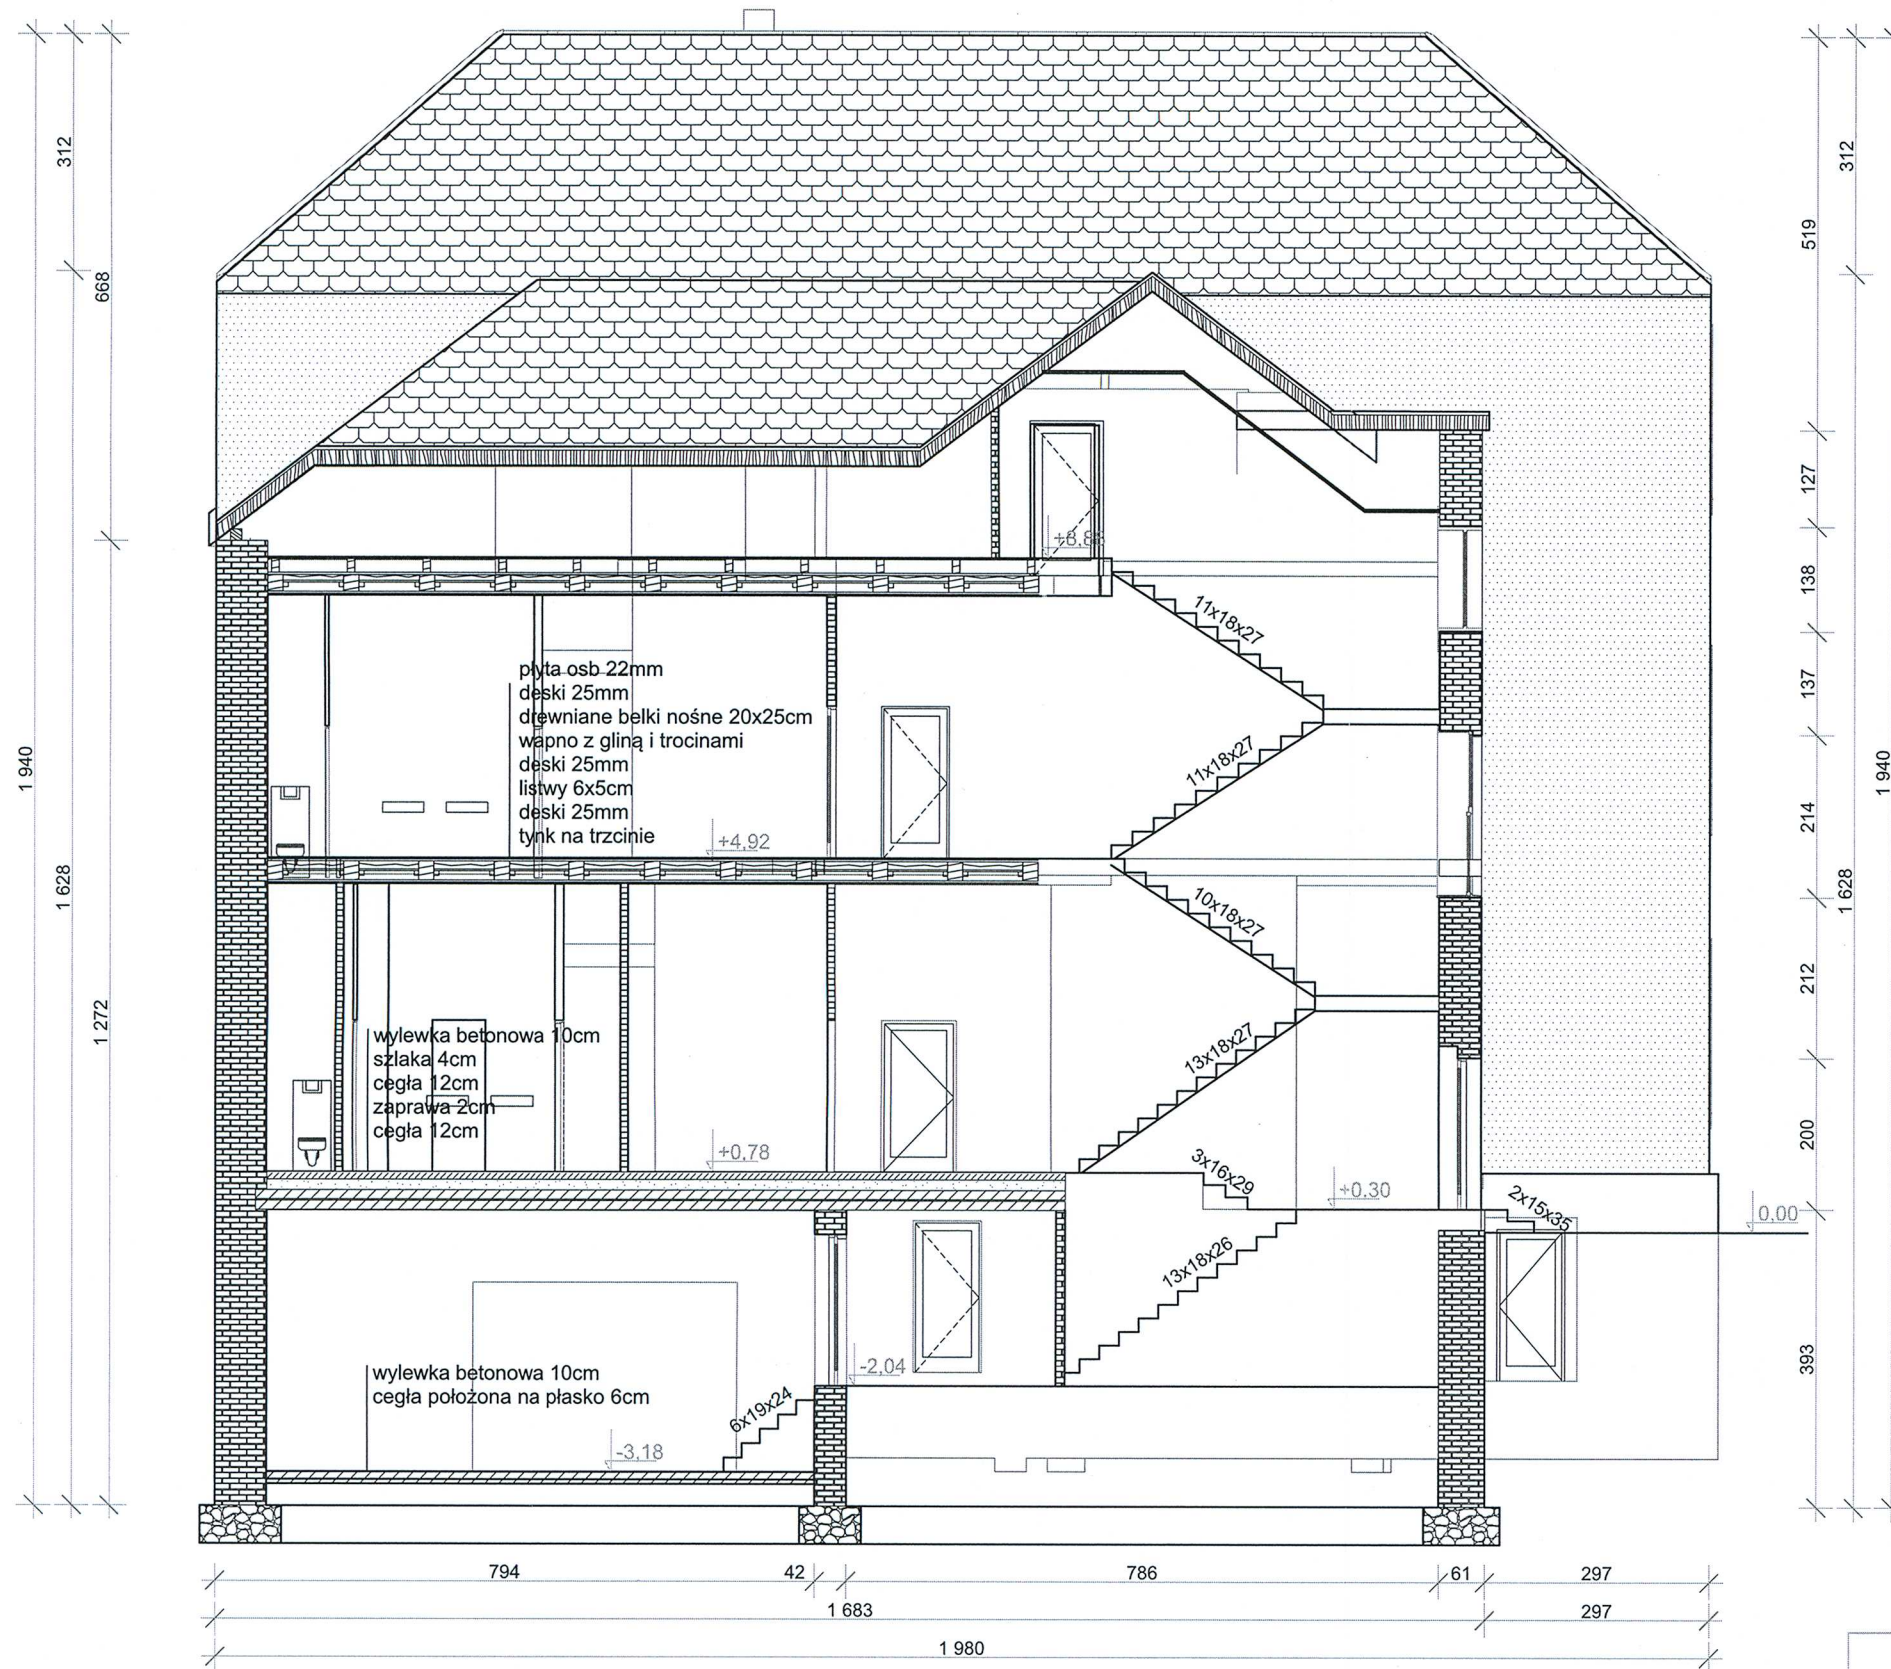 312
668
1 940
1 628
1 272
312
519
127
138
137
214
212
200
393
1 628
1 940
11x18x27
płyta osb 22mm
deski 25mm
drewniane belki nośne 20x25cm
wapno z gliną i trocinami
deski 25mm
listwy 6x5cm
deski 25mm
tynk na trzcinie
11x18x27
+4,92
10x18x27
wylewka betonowa 10cm
szlaka 4cm
cegła 12cm
zaprawa 2cm
cegła 12cm
13x18x27
+0,78
3x16x29
+0,30
2x15x35
0,00
13x18x26
-2,04
wylewka betonowa 10cm
cegła położona na płasko 6cm
6x19x24
-3,18
794 42 786 61 297
1 683 297
1 980